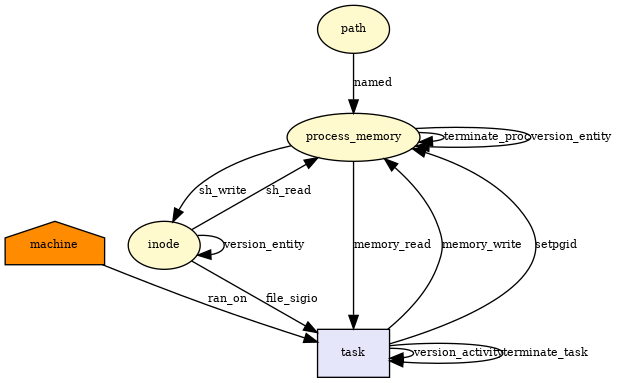 path
named
process_memory
terminate_proc
version_entity
sh_write
sh_read
machine
inode
version_entity
memory_read
memory_write
setpgid
ran_on
file_sigio
task
version_activity
terminate_task